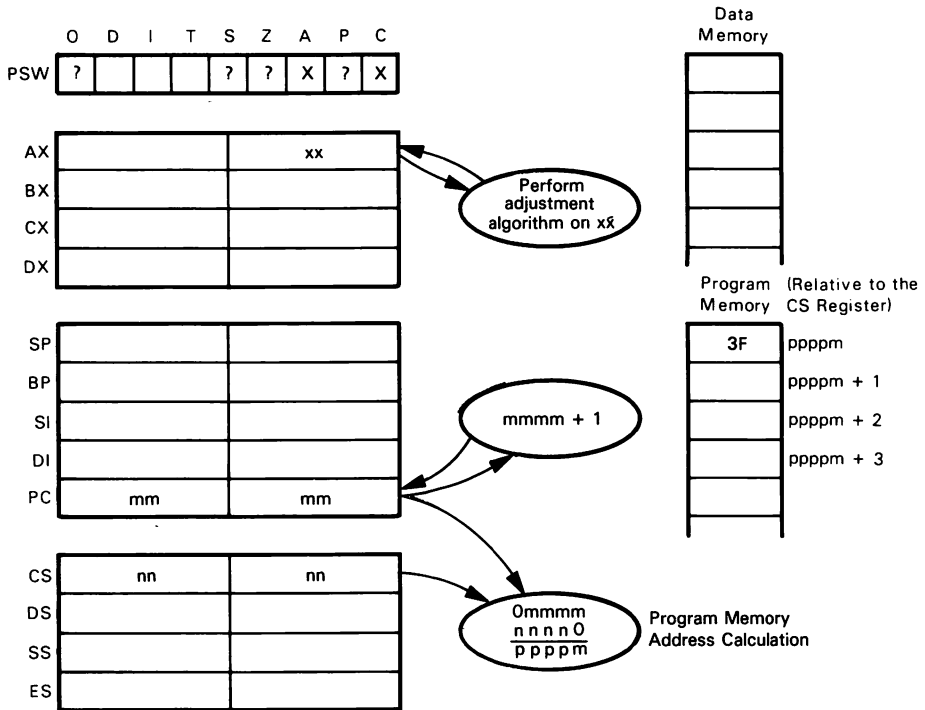 O D I T S Z A P C
PSW ? ? ? X ? X
AX xx
BX
CX
DX
Perform
adjustment
algorithm on xx
Data
Memory
Program
Memory
(Relative to the
CS Register)
3F ppppm
ppppm + 1
ppppm + 2
ppppm + 3
SP
BP
SI
DI
PC mm mm
mmmm + 1
CS nn nn
DS
SS
ES
0mmmm
nnnn0
ppppm
Program Memory
Address Calculation